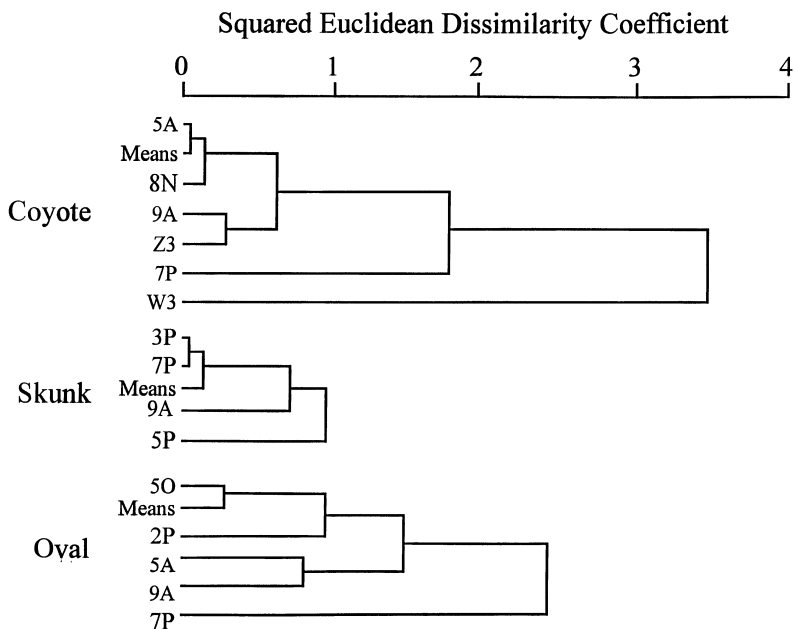 Squared Euclidean Dissimilarity Coefficient
0 1 2 3 4
Coyote
5A
Means
8N
9A
Z3
7P
W3
Skunk
3P
7P
Means
9A
5P
Oval
5O
Means
2P
5A
9A
7P